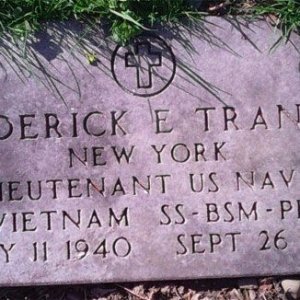 DERICK E TRAN
NEW YORK
IEUTENANT US NAV
VIETNAM SS-BSM-P
Y 11 1940 SEPT 26